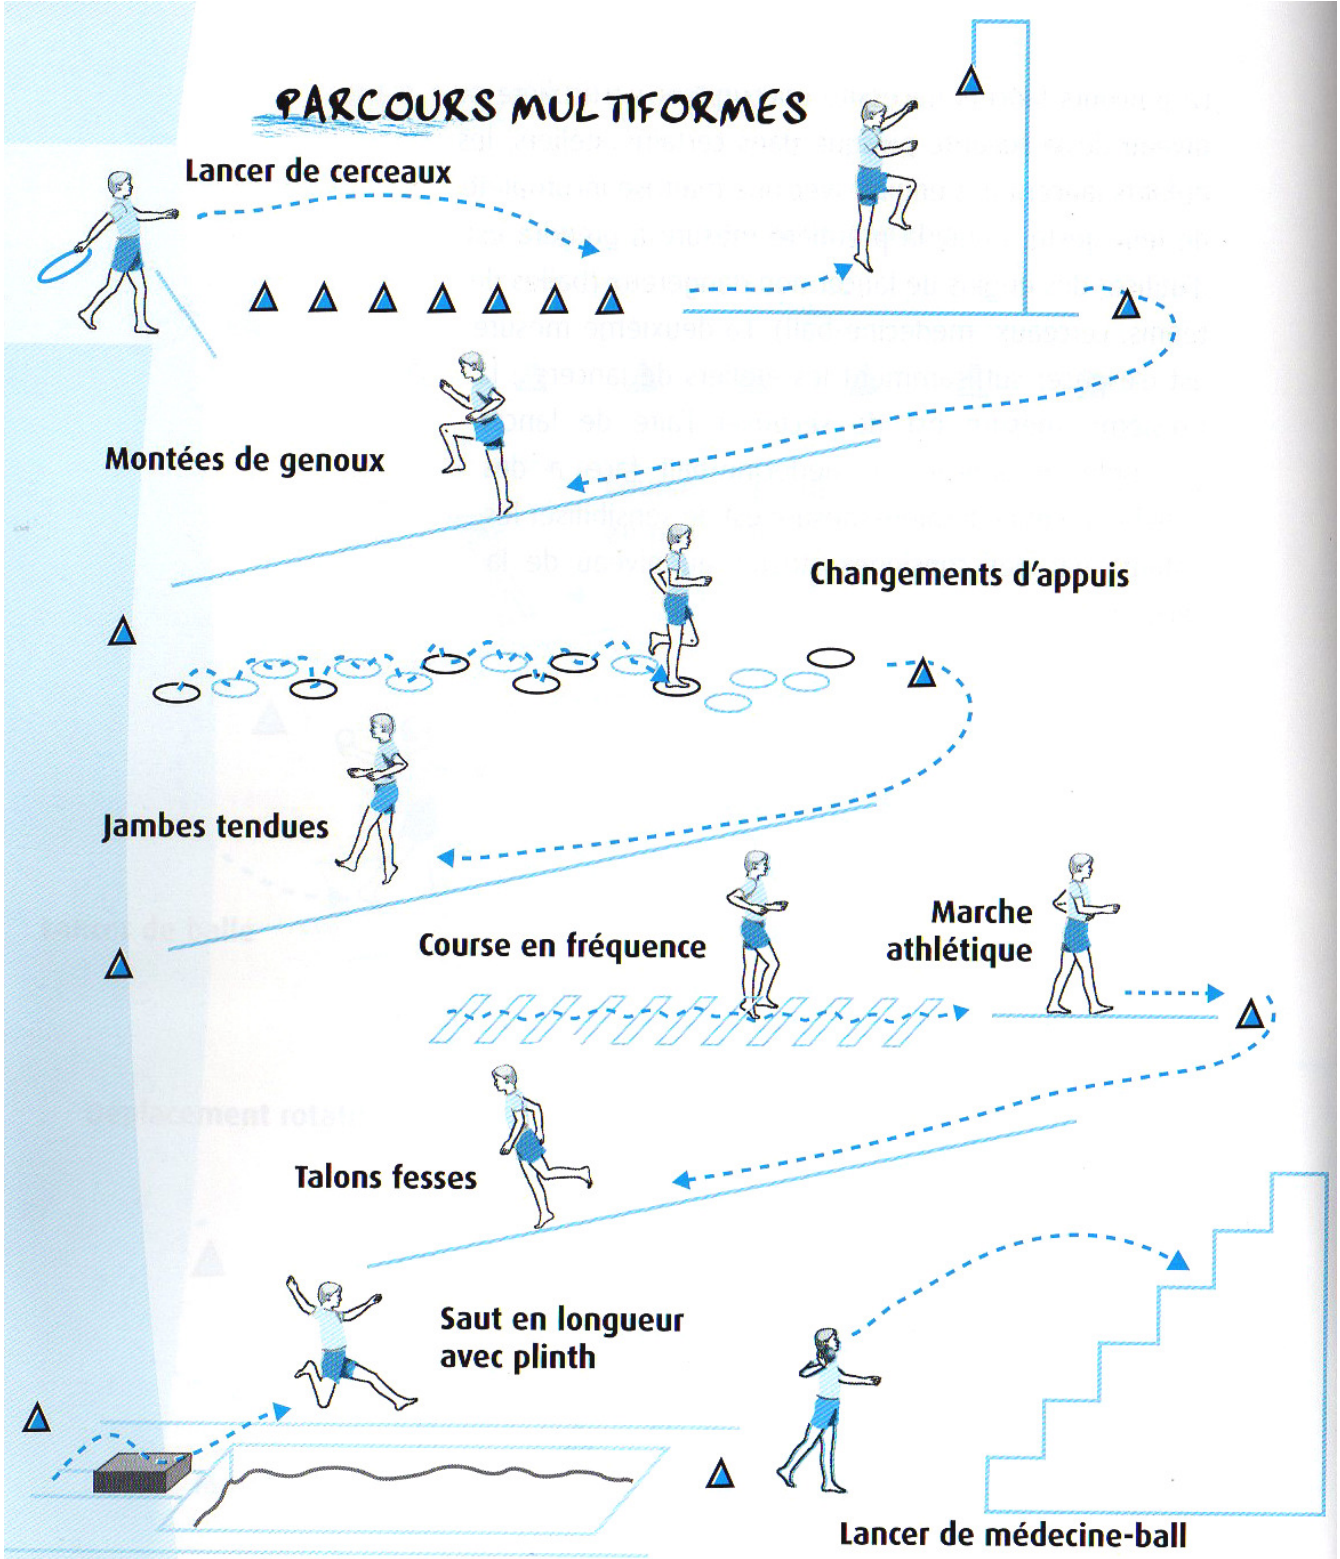 PARCOURS MULTIFORMES
Lancer de cerceaux
Montées de genoux
Changements d'appuis
Jambes tendues
Course en fréquence
Marche
athlétique
Talons fesses
Saut en longueur
avec plinth
Lancer de médecine-ball